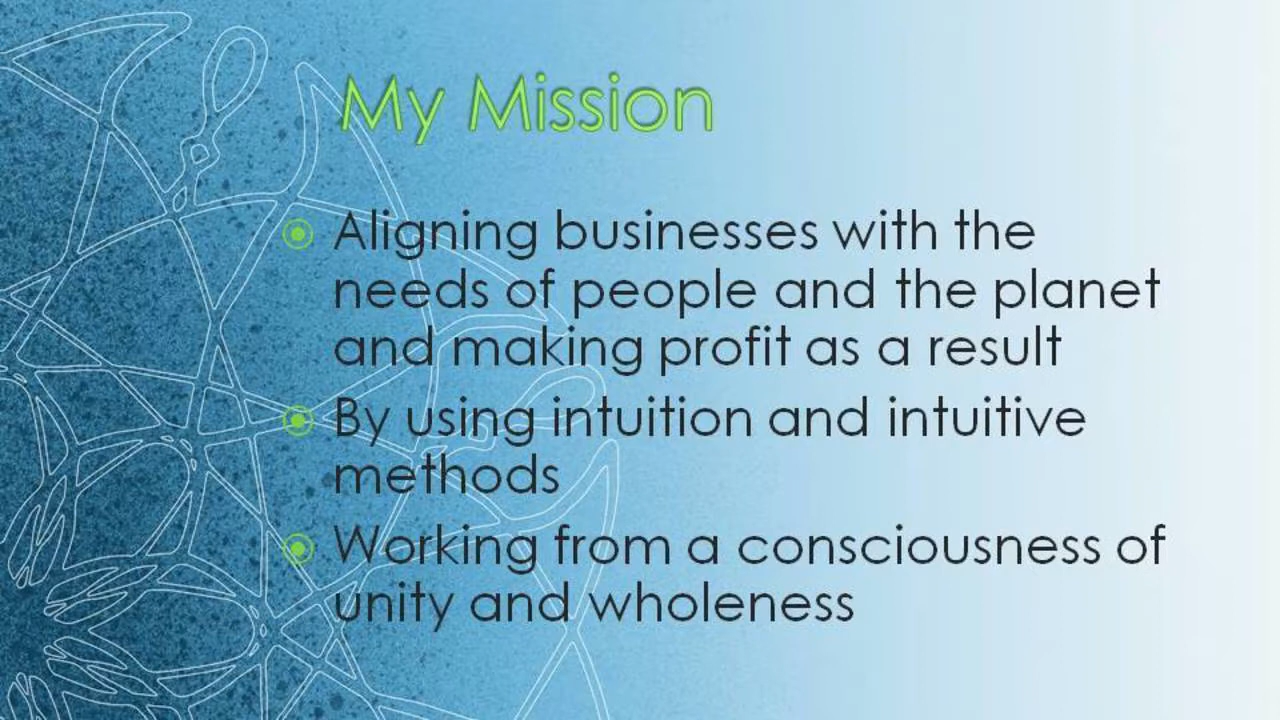 My Mission
Aligning businesses with the
needs of people and the planet
and making profit as a result
By using intuition and intuitive
methods
Working from a consciousness of
unity and wholeness